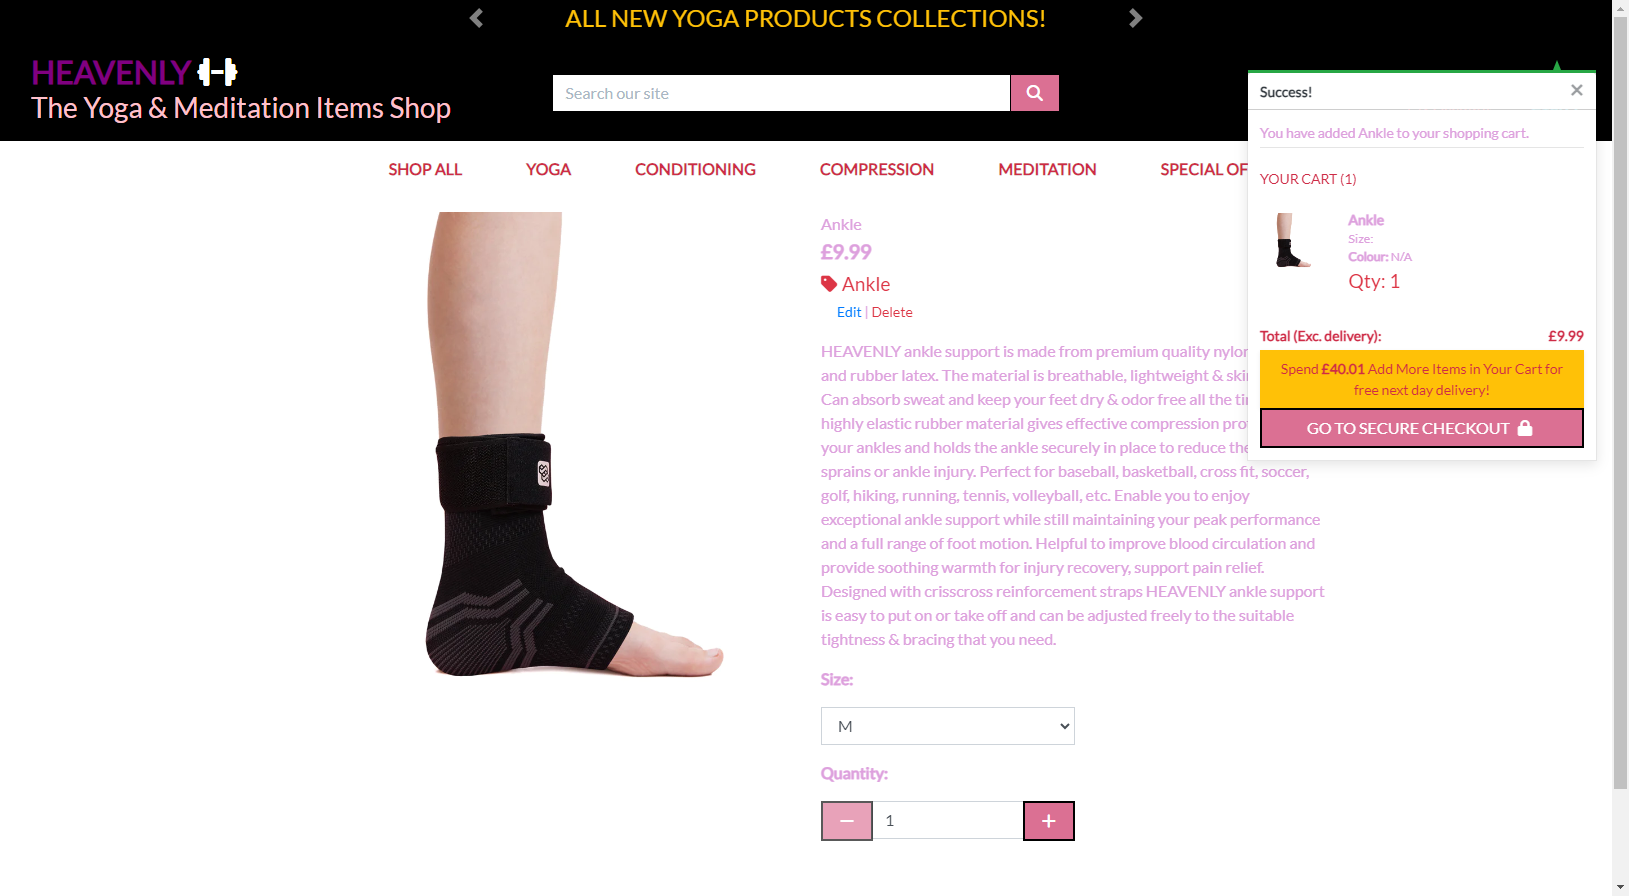 ALL NEW YOGA PRODUCTS COLLECTIONS!
HEAVENLY
The Yoga & Meditation Items Shop
Search our site
SHOP ALL YOGA CONDITIONING COMPRESSION MEDITATION SPECIAL OF
Ankle
£9.99
Ankle
Edit | Delete
HEAVENLY ankle support is made from premium quality nylon
and rubber latex. The material is breathable, lightweight &
Can absorb sweat and keep your feet dry & odor free all the
highly elastic rubber material gives effective compression
your ankles and holds the ankle securely in place to reduce the
sprains or ankle injury. Perfect for baseball, basketball, cross fit, soccer,
golf, hiking, running, tennis, volleyball, etc. Enable you to enjoy
exceptional ankle support while still maintaining your peak performance
and a full range of foot motion. Helpful to improve blood circulation and
provide soothing warmth for injury recovery, support pain relief.
Designed with crisscross reinforcement straps HEAVENLY ankle support
is easy to put on or take off and can be adjusted freely to the suitable
tightness & bracing that you need.
Size:
M
Quantity:
1
Success!
You have added Ankle to your shopping cart.
YOUR CART (1)
Ankle
Size:
Colour: N/A
Qty: 1
Total (Exc. delivery): £9.99
Spend £40.01 Add More Items in Your Cart for
free next day delivery!
GO TO SECURE CHECKOUT